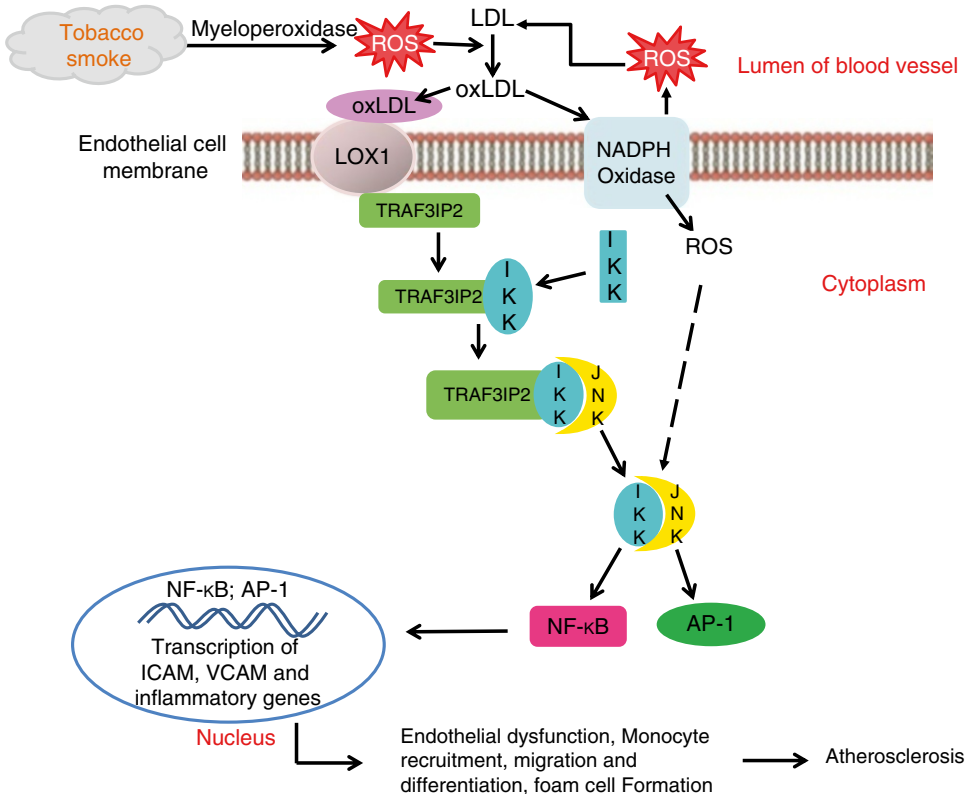 Tobacco
smoke
Myeloperoxidase
ROS
LDL
ROS
Lumen of blood vessel
oxLDL
oxLDL
Endothelial cell
membrane
LOX1
NADPH
Oxidase
TRAF3IP2
ROS
I
K
K
Cytoplasm
TRAF3IP2
I
K
K
TRAF3IP2
I
K
K
J
N
K
I
K
K
J
N
K
NF-κB; AP-1
Transcription of
ICAM, VCAM and
inflammatory genes
NF-κB
AP-1
Nucleus
Endothelial dysfunction, Monocyte
recruitment, migration and
differentiation, foam cell Formation
Atherosclerosis